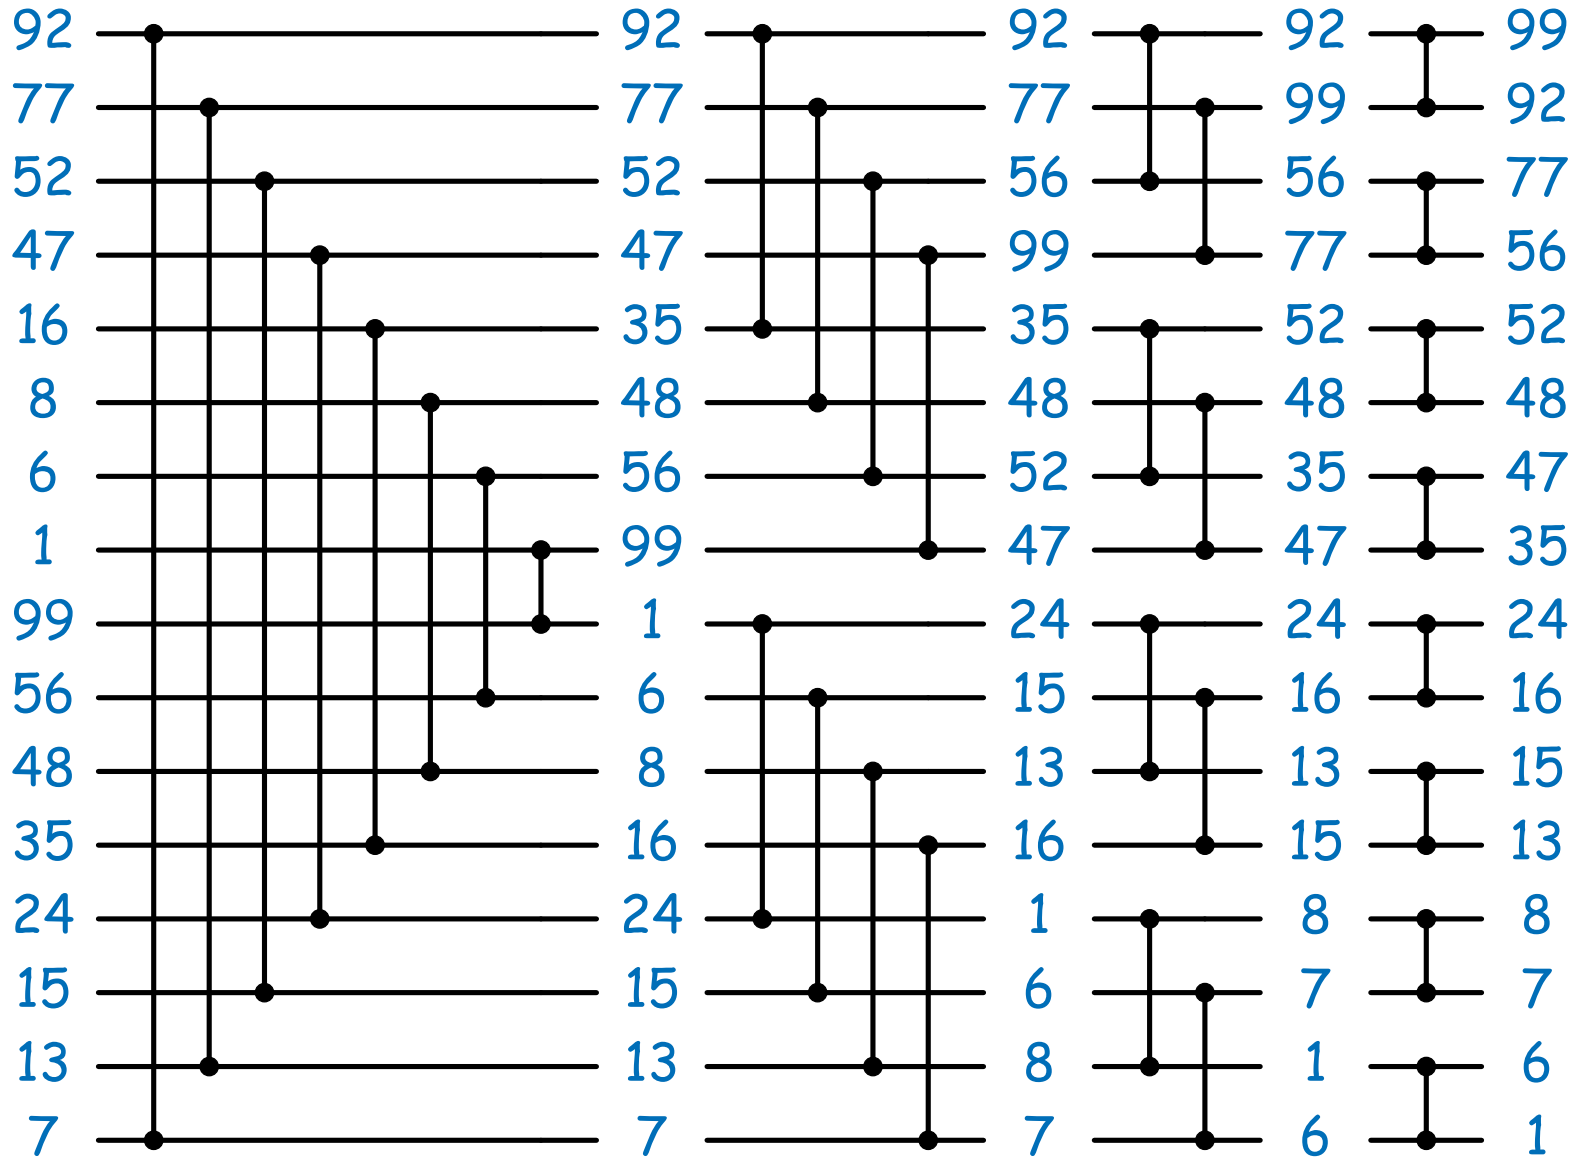 92 92 92 92 99
77 77 77 99 92
52 52 56 56 77
47 47 99 77 56
16 35 35 52 52
8 48 48 48 48
6 56 52 35 47
1 99 47 47 35
99 1 24 24 24
56 6 15 16 16
48 8 13 13 15
35 16 16 15 13
24 24 1 8 8
15 15 6 7 7
13 13 8 1 6
7 7 7 6 1